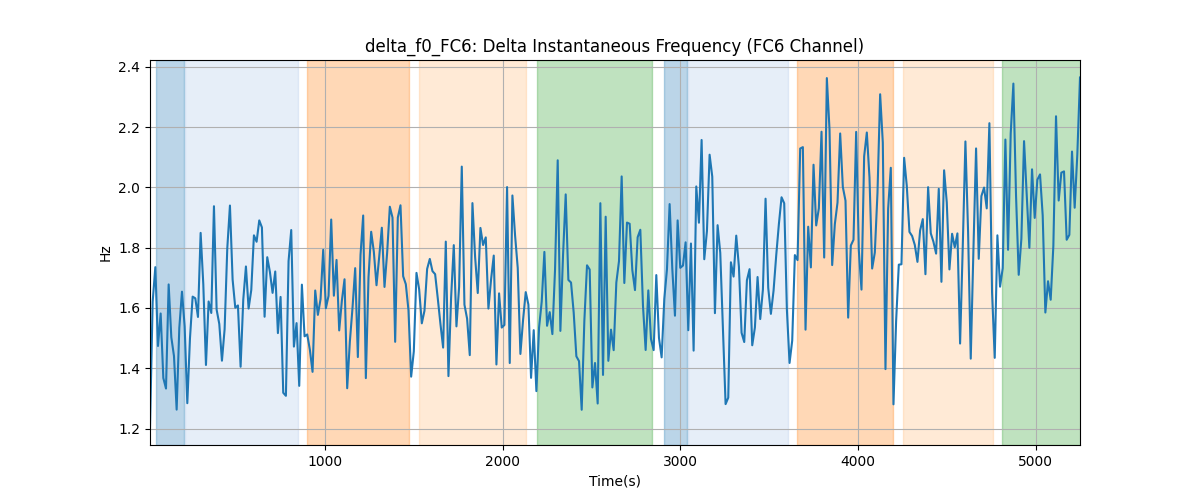 delta_f0_FC6: Delta Instantaneous Frequency (FC6 Channel)
2.4
2.2
2.0
1.8
1.6
1.4
1.2
Hz
1000 2000 3000 4000 5000
Time(s)